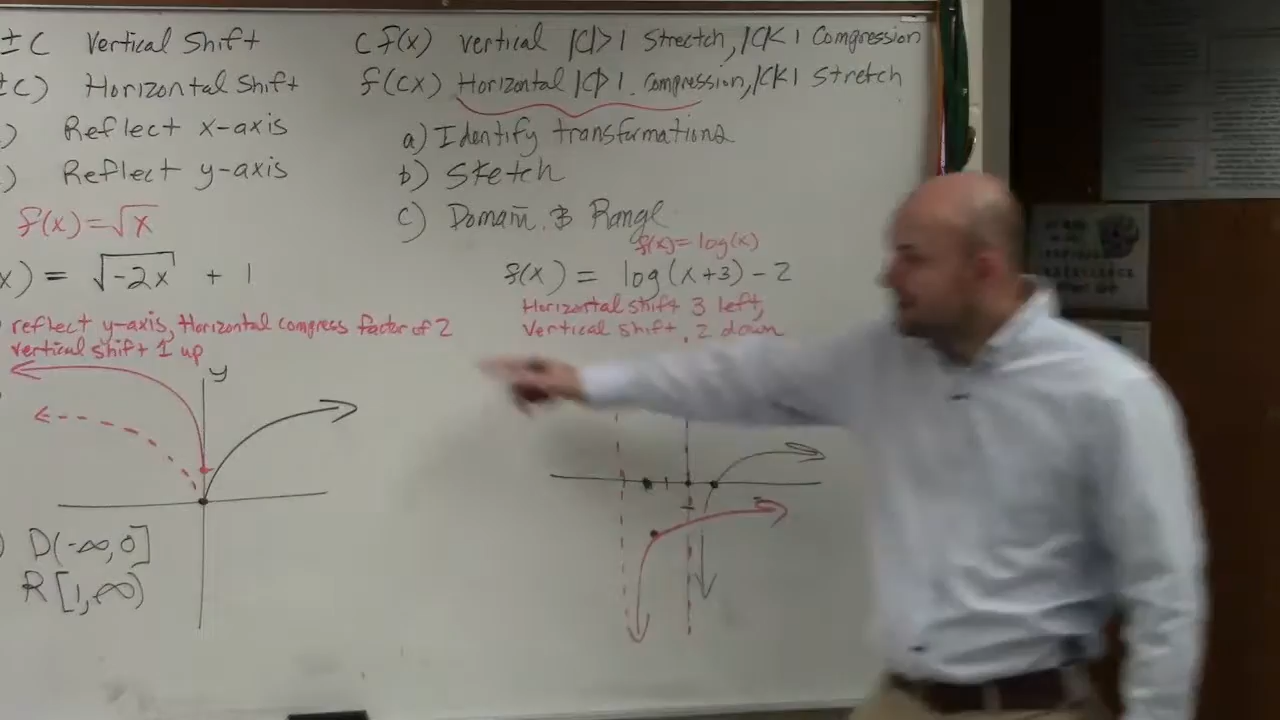 ±C Vertical Shift
±C) Horizontal Shift
) Reflect x-axis
) Reflect y-axis
f(x)=√x
x) = √-2x + 1
reflect y-axis, Horizontal compress factor of 2
vertical shift 1 up
y
) D(-∞,0]
R[1,∞)
C f(x) vertical |C|>1 Stretch, |C|<1 Compression
f(Cx) Horizontal |C|>1 Compression, |C|<1 Stretch
a) Identify transformations
b) Sketch
c) Domain & Range
f(x)=log(x)
f(x) = log(x+3) - 2
Horizontal shift 3 left,
Vertical shift, 2 down